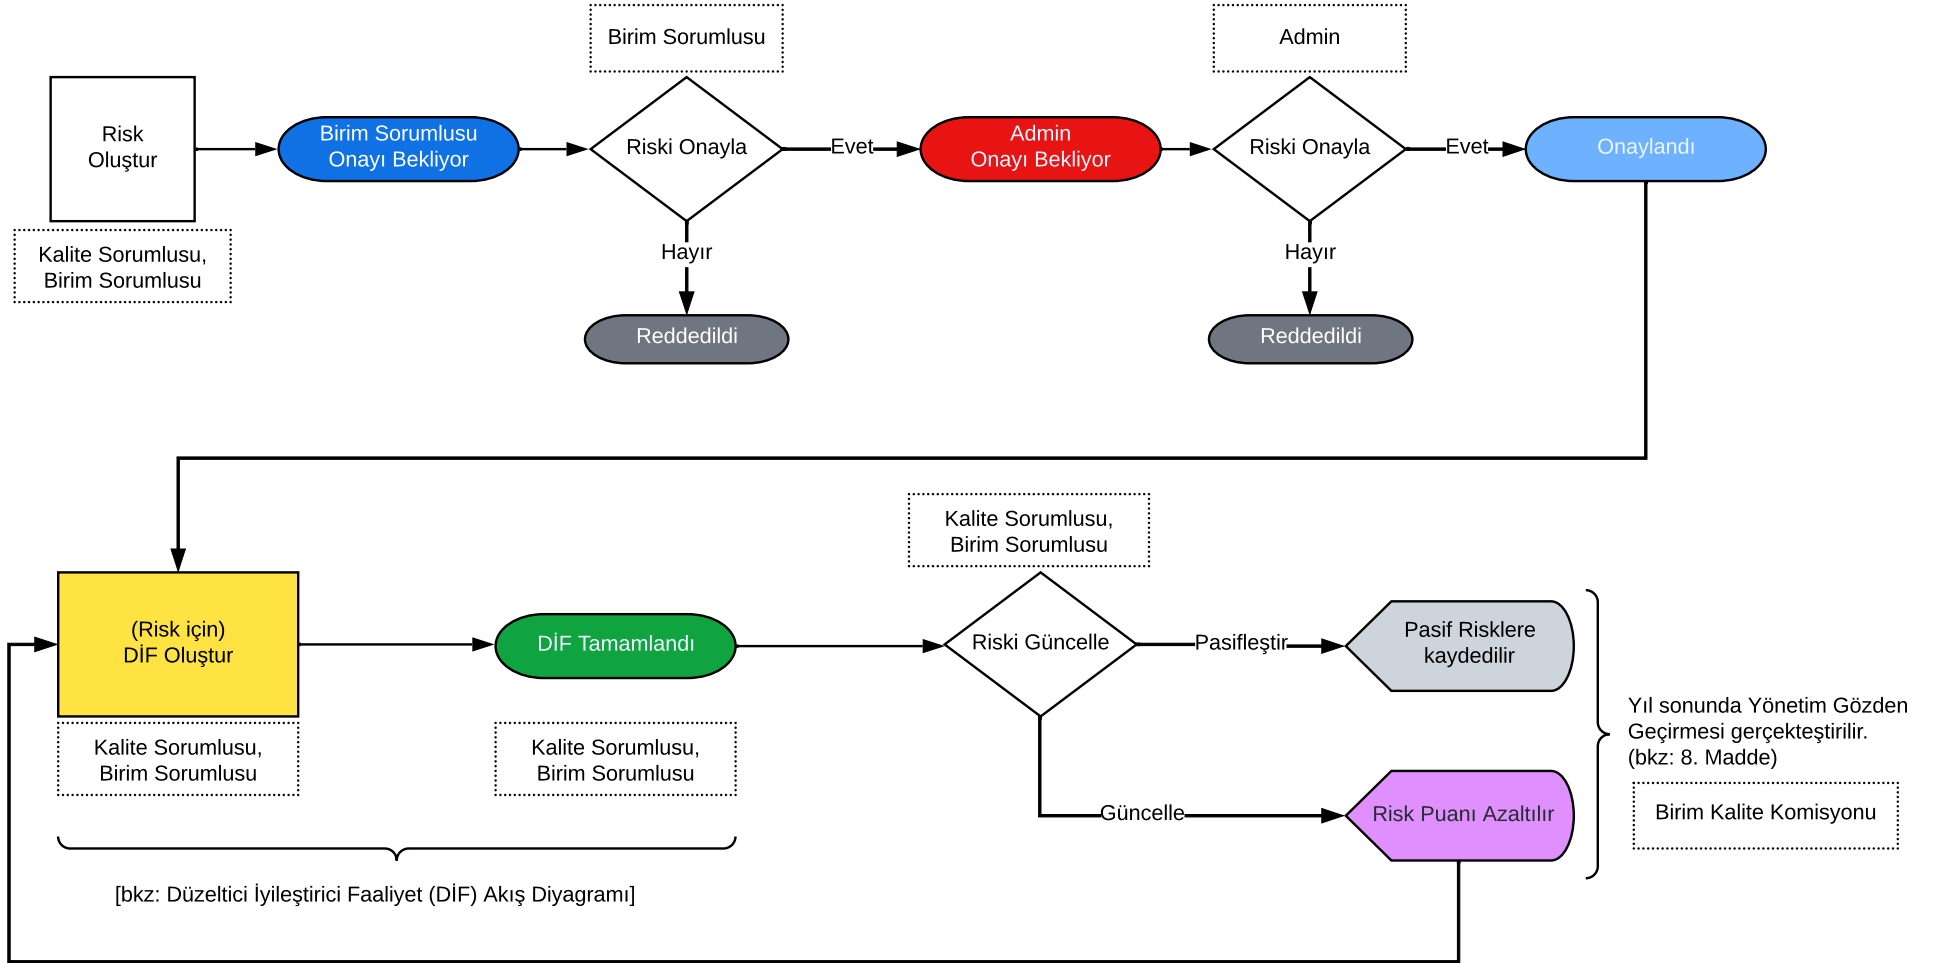 Birim Sorumlusu
Admin
Risk
Oluştur
Birim Sorumlusu
Onayı Bekliyor
Riski Onayla
Evet
Admin
Onayı Bekliyor
Riski Onayla
Evet
Onaylandı
Kalite Sorumlusu,
Birim Sorumlusu
Hayır
Hayır
Reddedildi
Reddedildi
Kalite Sorumlusu,
Birim Sorumlusu
(Risk için)
DİF Oluştur
DİF Tamamlandı
Riski Güncelle
Pasifleştir
Pasif Risklere
kaydedilir
Kalite Sorumlusu,
Birim Sorumlusu
Kalite Sorumlusu,
Birim Sorumlusu
Güncelle
Risk Puanı Azaltılır
Yıl sonunda Yönetim Gözden
Geçirmesi gerçekteştirilir.
(bkz: 8. Madde)
Birim Kalite Komisyonu
[bkz: Düzeltici İyileştirici Faaliyet (DİF) Akış Diyagramı]